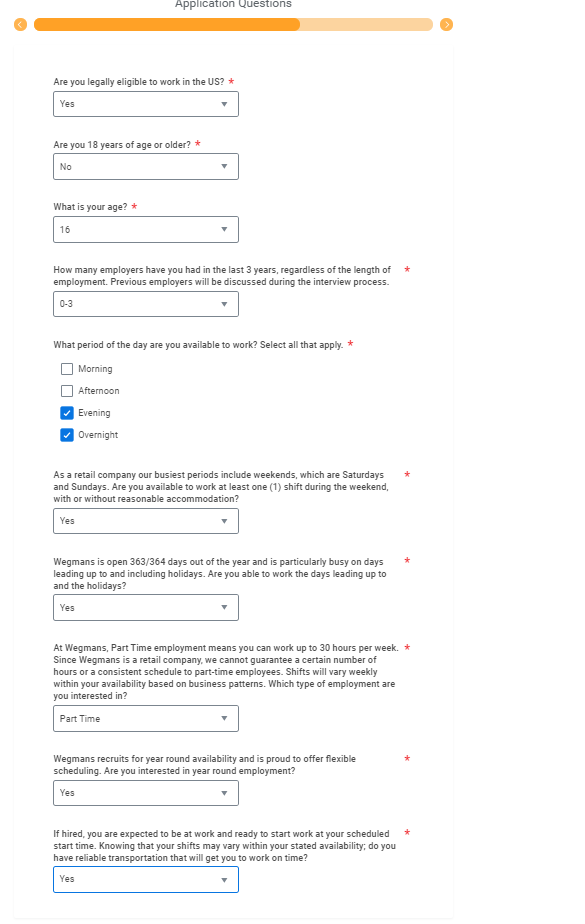 Application Questions
Are you legally eligible to work in the US? *
Yes
Are you 18 years of age or older? *
No
What is your age? *
16
How many employers have you had in the last 3 years, regardless of the length of *
employment. Previous employers will be discussed during the interview process.
0-3
What period of the day are you available to work? Select all that apply. *
Morning
Afternoon
Evening
Overnight
As a retail company our busiest periods include weekends, which are Saturdays *
and Sundays. Are you available to work at least one (1) shift during the weekend,
with or without reasonable accommodation?
Yes
Wegmans is open 363/364 days out of the year and is particularly busy on days *
leading up to and including holidays. Are you able to work the days leading up to
and the holidays?
Yes
At Wegmans, Part Time employment means you can work up to 30 hours per week. *
Since Wegmans is a retail company, we cannot guarantee a certain number of
hours or a consistent schedule to part-time employees. Shifts will vary weekly
within your availability based on business patterns. Which type of employment are
you interested in?
Part Time
Wegmans recruits for year round availability and is proud to offer flexible *
scheduling. Are you interested in year round employment?
Yes
If hired, you are expected to be at work and ready to start work at your scheduled *
start time. Knowing that your shifts may vary within your stated availability; do you
have reliable transportation that will get you to work on time?
Yes